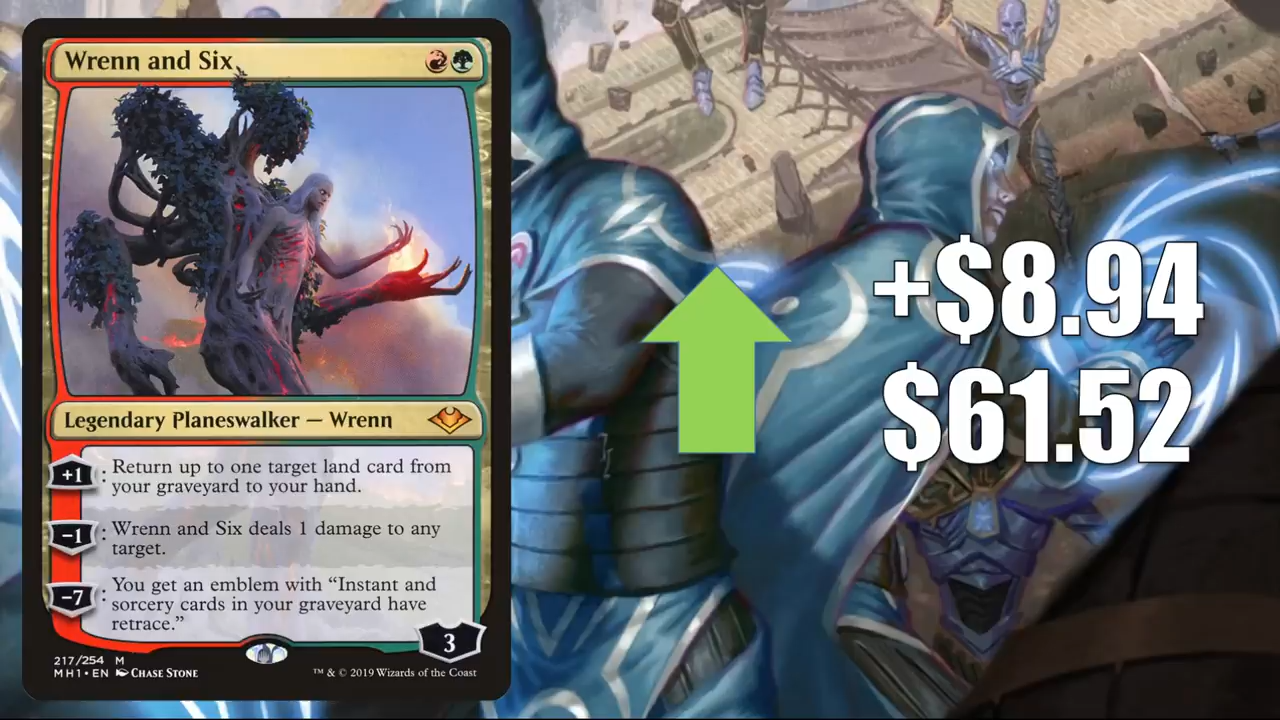 Wrenn and Six
Legendary Planeswalker — Wrenn
+1 : Return up to one target land card from
your graveyard to your hand.
−1 : Wrenn and Six deals 1 damage to any
target.
−7 : You get an emblem with “Instant and
sorcery cards in your graveyard have
retrace.”
3
217/254 M
MH1 • EN CHASE STONE
™ & © 2019 Wizards of the Coast
+$8.94
$61.52